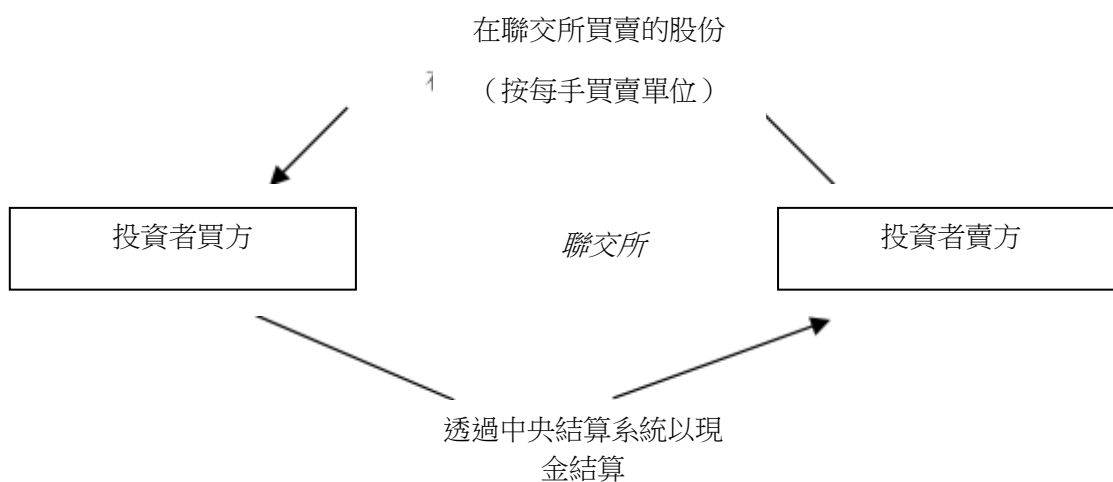 在聯交所買賣的股份
（按每手買賣單位）
投資者買方
聯交所
投資者賣方
透過中央結算系統以現
金結算